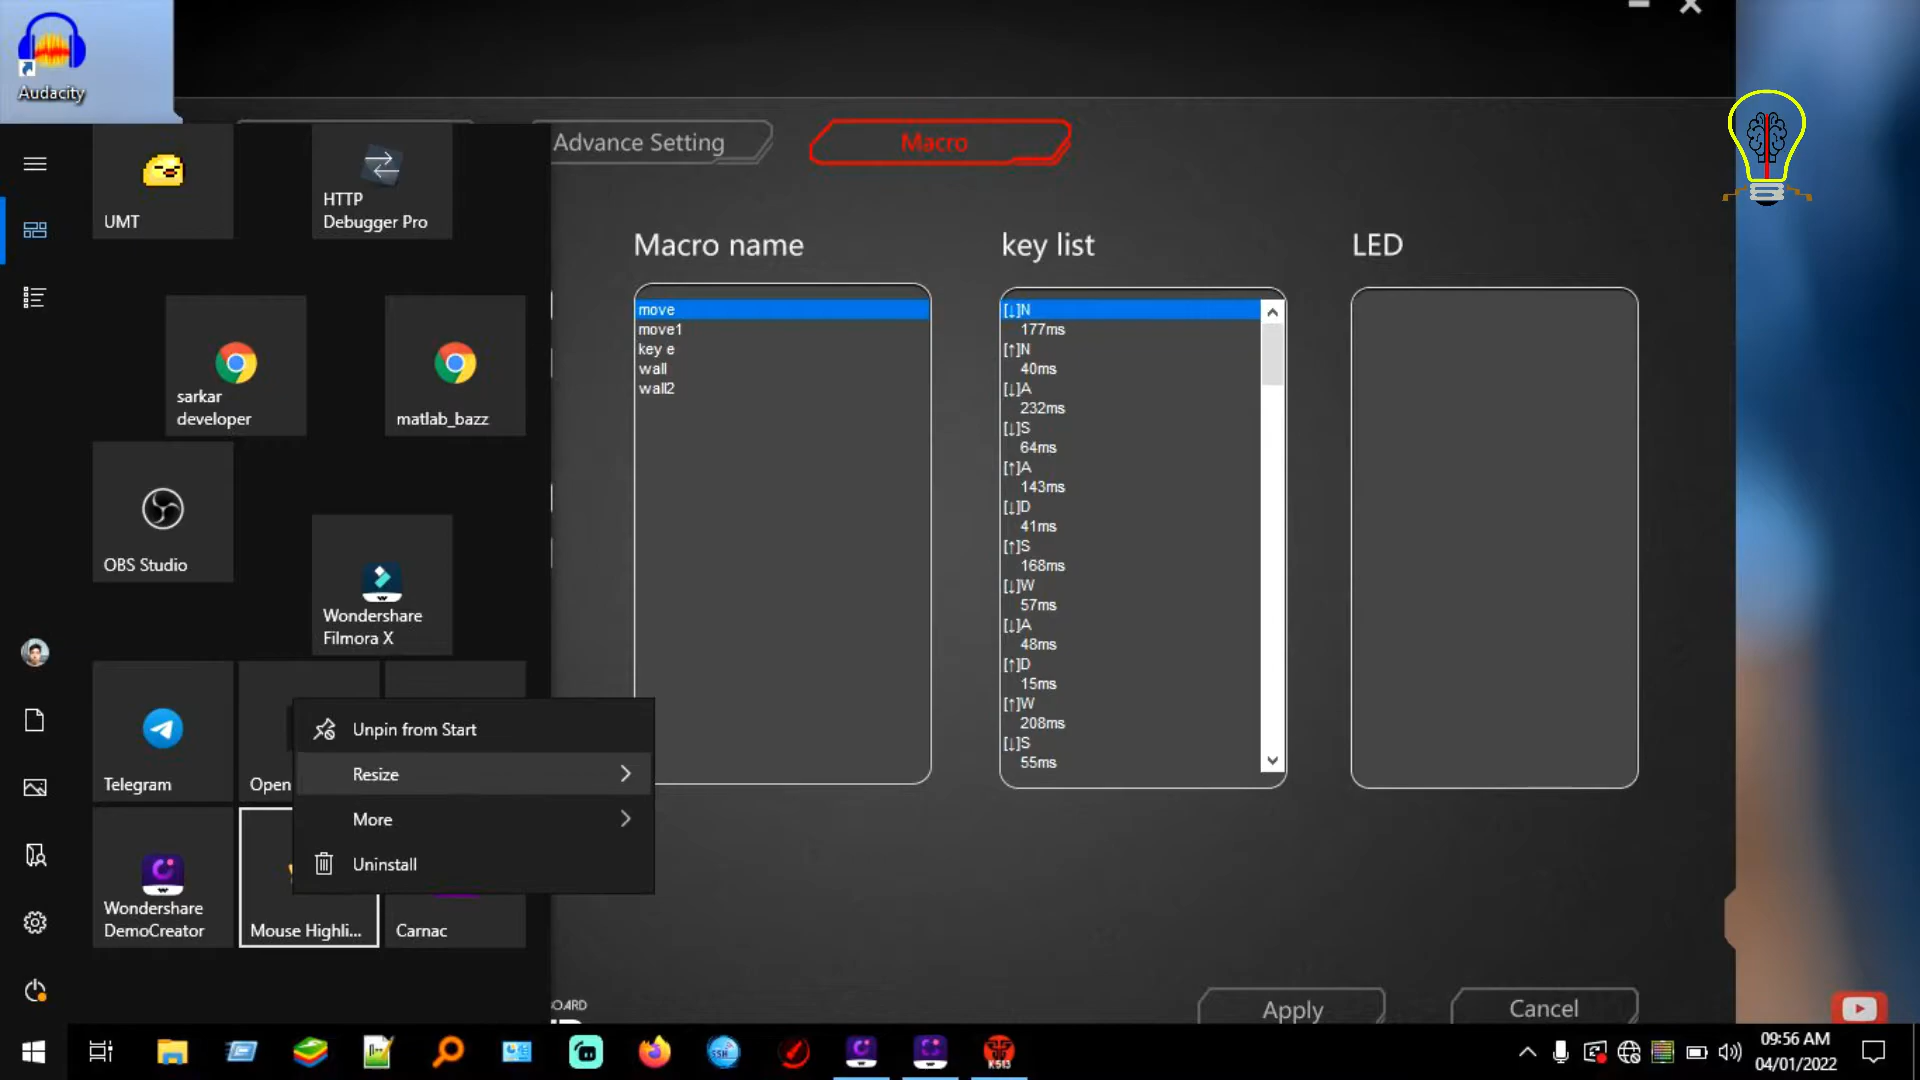 Audacity
UMT
HTTP
Debugger Pro
sarkar
developer
matlab_bazz
OBS Studio
Wondershare
Filmora X
Telegram
Open
Unpin from Start
Resize
More
Uninstall
Wondershare
DemoCreator
Mouse Highli...
Carnac
Advance Setting
Macro
Macro name
move
move1
key e
wall
wall2
key list
[↓]N
177ms
[↑]N
40ms
[↓]A
232ms
[↓]S
64ms
[↑]A
143ms
[↓]D
41ms
[↑]S
168ms
[↓]W
57ms
[↓]A
48ms
[↑]D
15ms
[↑]W
208ms
[↓]S
55ms
LED
OARD
Apply
Cancel
SSH
K513
09:56 AM
04/01/2022